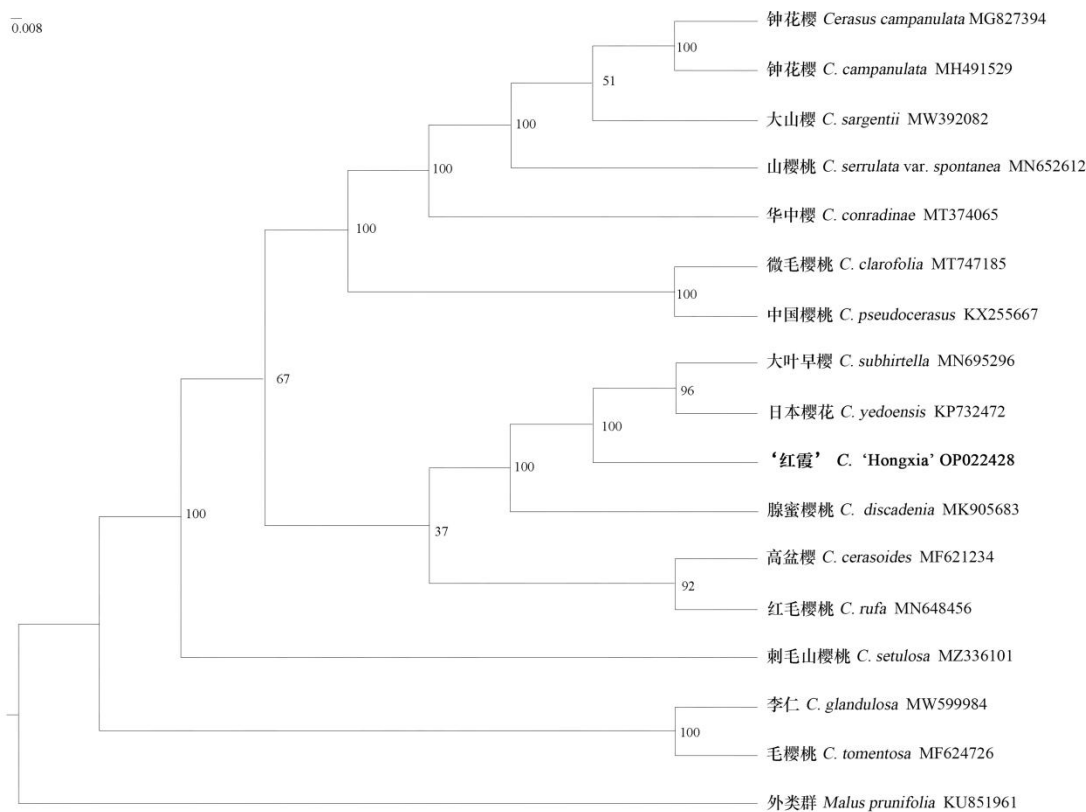 0.008
钟花樱 Cerasus campanulata MG827394
100
钟花樱 C. campanulata MH491529
51
大山樱 C. sargentii MW392082
100
山樱桃 C. serrulata var. spontanea MN652612
100
华中樱 C. conradinae MT374065
100
微毛樱桃 C. clarofolia MT747185
100
中国樱桃 C. pseudocerasus KX255667
大叶早樱 C. subhirtella MN695296
67
96
日本樱花 C. yedoensis KP732472
100
‘红霞’ C. ‘Hongxia’ OP022428
100
腺蜜樱桃 C. discadenia MK905683
100
37
高盆樱 C. cerasoides MF621234
92
红毛樱桃 C. rufa MN648456
刺毛山樱桃 C. setulosa MZ336101
李仁 C. glandulosa MW599984
100
毛樱桃 C. tomentosa MF624726
外类群 Malus prunifolia KU851961